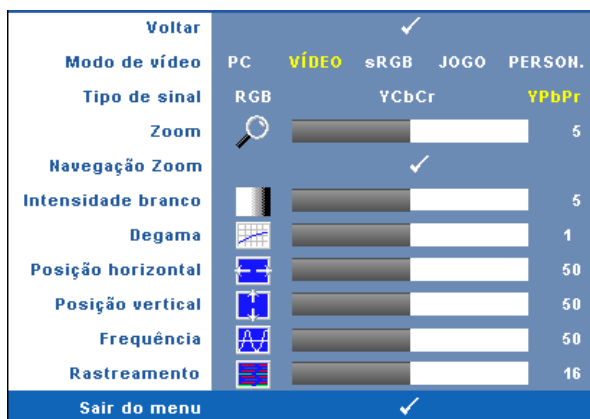 Voltar
Modo de vídeo PC VÍDEO sRGB JOGO PERSON.
Tipo de sinal RGB YCbCr YPbPr
Zoom 5
Navegação Zoom
Intensidade branco 5
Degama 1
Posição horizontal 50
Posição vertical 50
Frequência 50
Rastreamento 16
Sair do menu